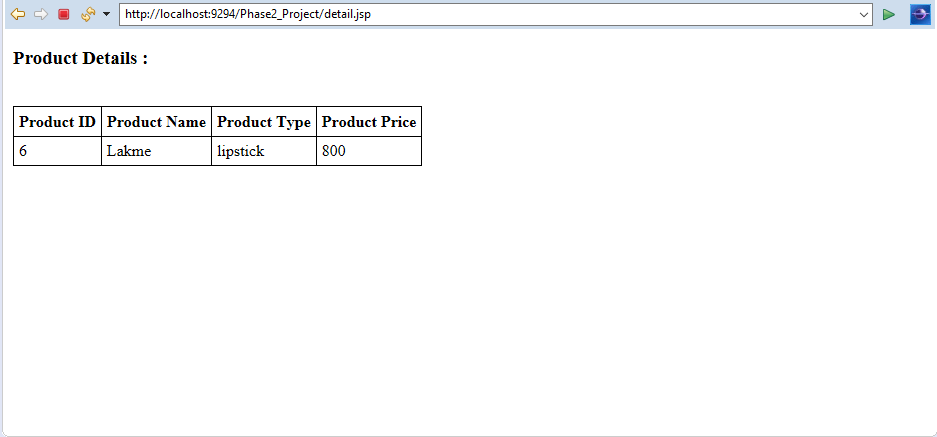 http://localhost:9294/Phase2_Project/detail.jsp
Product Details :
Product ID Product Name Product Type Product Price
6 Lakme lipstick 800